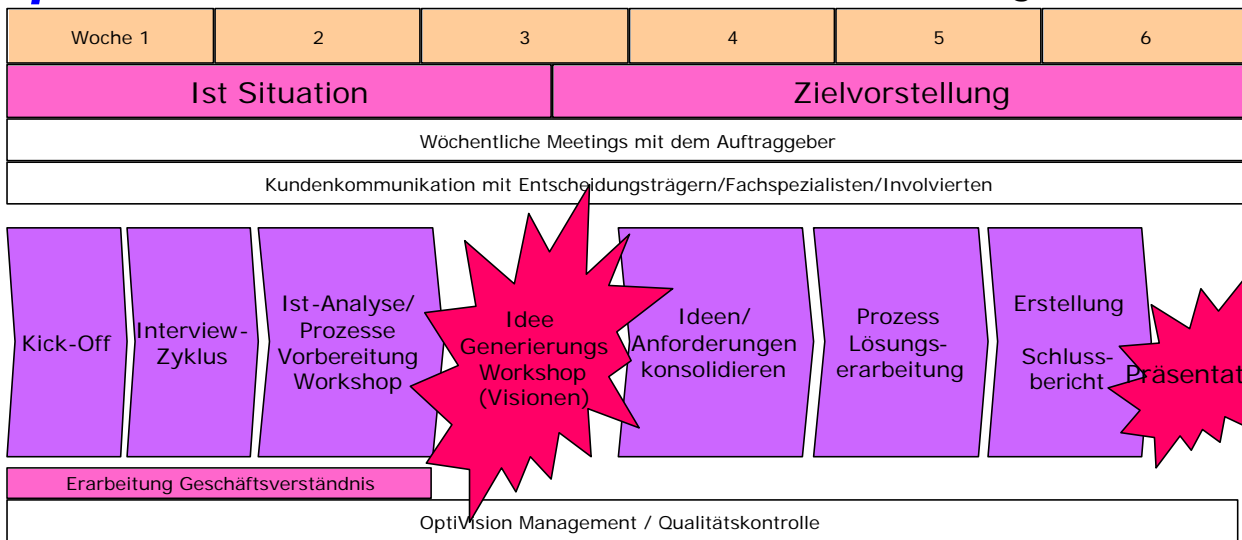 Woche 1
2
3
4
5
6
Ist Situation
Zielvorstellung
Wöchentliche Meetings mit dem Auftraggeber
Kundenkommunikation mit Entscheidungsträgern/Fachspezialisten/Involvierten
Kick-Off
Interview-
Zyklus
Ist-Analyse/
Prozesse
Vorbereitung
Workshop
Idee
Generierungs
Workshop
(Visionen)
Ideen/
Anforderungen
konsolidieren
Prozess
Lösungs-
erarbeitung
Erstellung
Schluss-
bericht
Präsentat
Erarbeitung Geschäftsverständnis
OptiVision Management / Qualitätskontrolle